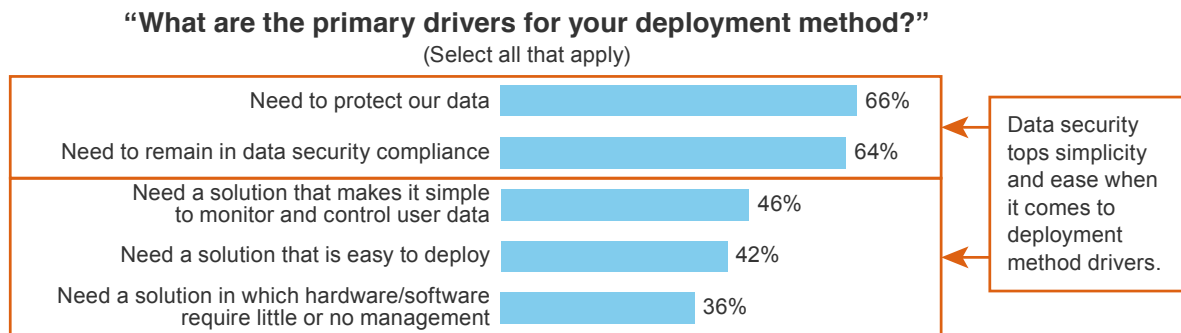 “What are the primary drivers for your deployment method?”
(Select all that apply)
Need to protect our data 66%
Need to remain in data security compliance 64%
Need a solution that makes it simple
to monitor and control user data 46%
Need a solution that is easy to deploy 42%
Need a solution in which hardware/software
require little or no management 36%
Data security
tops simplicity
and ease when
it comes to
deployment
method drivers.